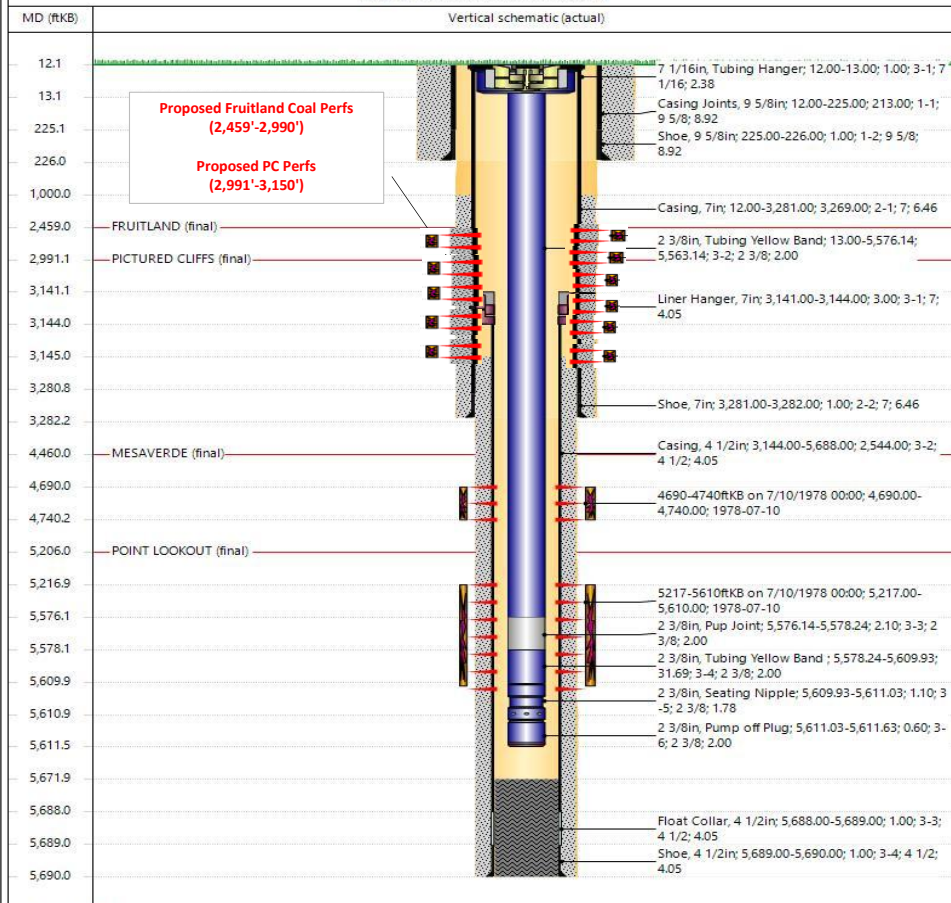 MD (ftKB)
Vertical schematic (actual)
12.1
13.1
225.1
226.0
1,000.0
2,459.0
2,991.1
3,141.1
3,144.0
3,145.0
3,280.8
3,282.2
4,460.0
4,690.0
4,740.2
5,206.0
5,216.9
5,576.1
5,578.1
5,609.9
5,610.9
5,611.5
5,671.9
5,688.0
5,689.0
5,690.0
Proposed Fruitland Coal Perfs
(2,459'-2,990')
Proposed PC Perfs
(2,991'-3,150')
FRUITLAND (final)
PICTURED CLIFFS (final)
MESAVERDE (final)
POINT LOOKOUT (final)
7 1/16in, Tubing Hanger; 12.00-13.00; 1.00; 3-1; 7
1/16; 2.38
Casing Joints, 9 5/8in; 12.00-225.00; 213.00; 1-1;
9 5/8; 8.92
Shoe, 9 5/8in; 225.00-226.00; 1.00; 1-2; 9 5/8;
8.92
Casing, 7in; 12.00-3,281.00; 3,269.00; 2-1; 7; 6.46
2 3/8in, Tubing Yellow Band; 13.00-5,576.14;
5,563.14; 3-2; 2 3/8; 2.00
Liner Hanger, 7in; 3,141.00-3,144.00; 3.00; 3-1; 7;
4.05
Shoe, 7in; 3,281.00-3,282.00; 1.00; 2-2; 7; 6.46
Casing, 4 1/2in; 3,144.00-5,688.00; 2,544.00; 3-2;
4 1/2; 4.05
4690-4740ftKB on 7/10/1978 00:00; 4,690.00-
4,740.00; 1978-07-10
5217-5610ftKB on 7/10/1978 00:00; 5,217.00-
5,610.00; 1978-07-10
2 3/8in, Pup Joint; 5,576.14-5,578.24; 2.10; 3-3; 2
3/8; 2.00
2 3/8in, Tubing Yellow Band ; 5,578.24-5,609.93;
31.69; 3-4; 2 3/8; 2.00
2 3/8in, Seating Nipple; 5,609.93-5,611.03; 1.10; 3
-5; 2 3/8; 1.78
2 3/8in, Pump off Plug; 5,611.03-5,611.63; 0.60; 3-
6; 2 3/8; 2.00
Float Collar, 4 1/2in; 5,688.00-5,689.00; 1.00; 3-3;
4 1/2; 4.05
Shoe, 4 1/2in; 5,689.00-5,690.00; 1.00; 3-4; 4 1/2;
4.05